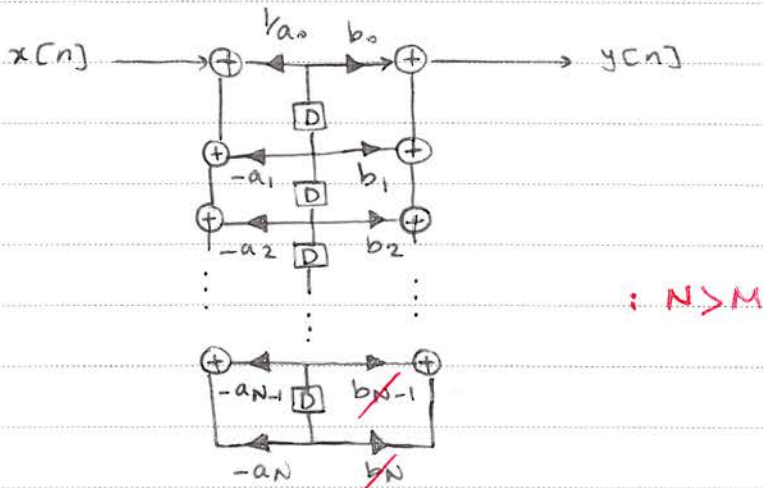 1/a₀ b₀
x[n] + + y[n]
D
+ -a₁ b₁ +
D
+ -a₂ b₂ +
D
: N>M
+ -aN-1 bN-1 +
D
-aN bN